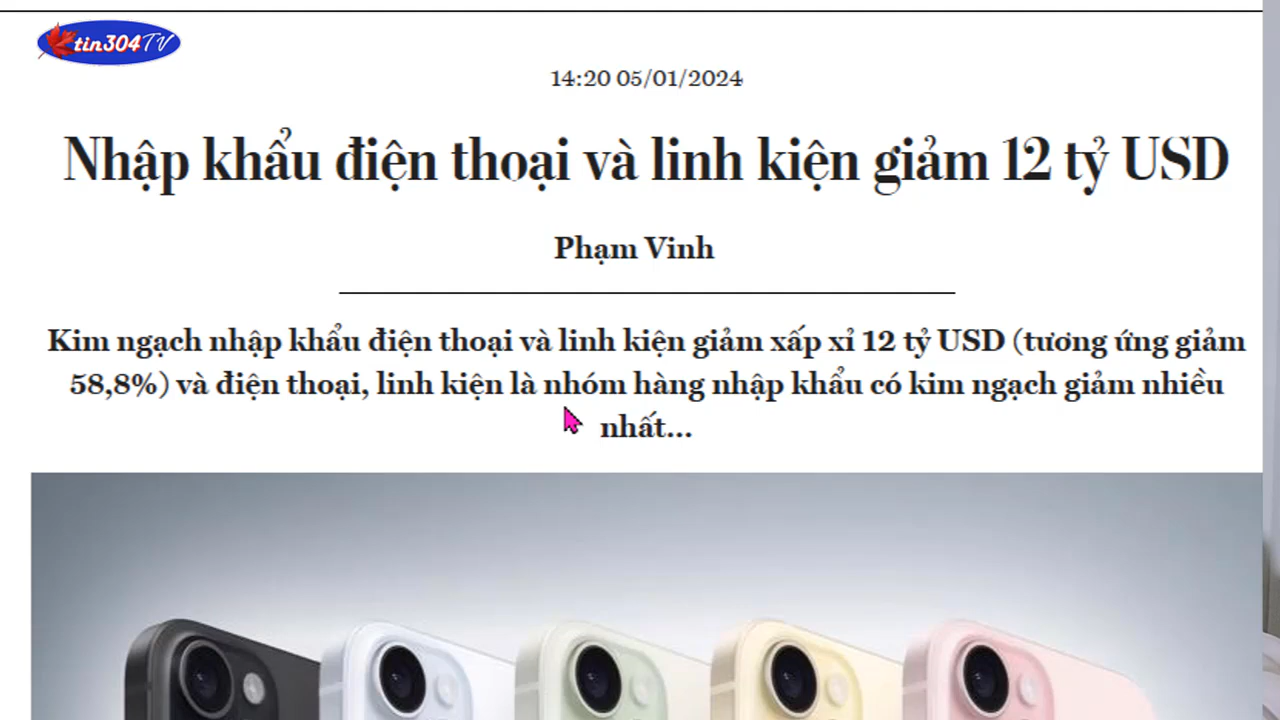 tin304TV
14:20 05/01/2024
Nhập khẩu điện thoại và linh kiện giảm 12 tỷ USD
Phạm Vinh
Kim ngạch nhập khẩu điện thoại và linh kiện giảm xấp xỉ 12 tỷ USD (tương ứng giảm
58,8%) và điện thoại, linh kiện là nhóm hàng nhập khẩu có kim ngạch giảm nhiều
nhất...